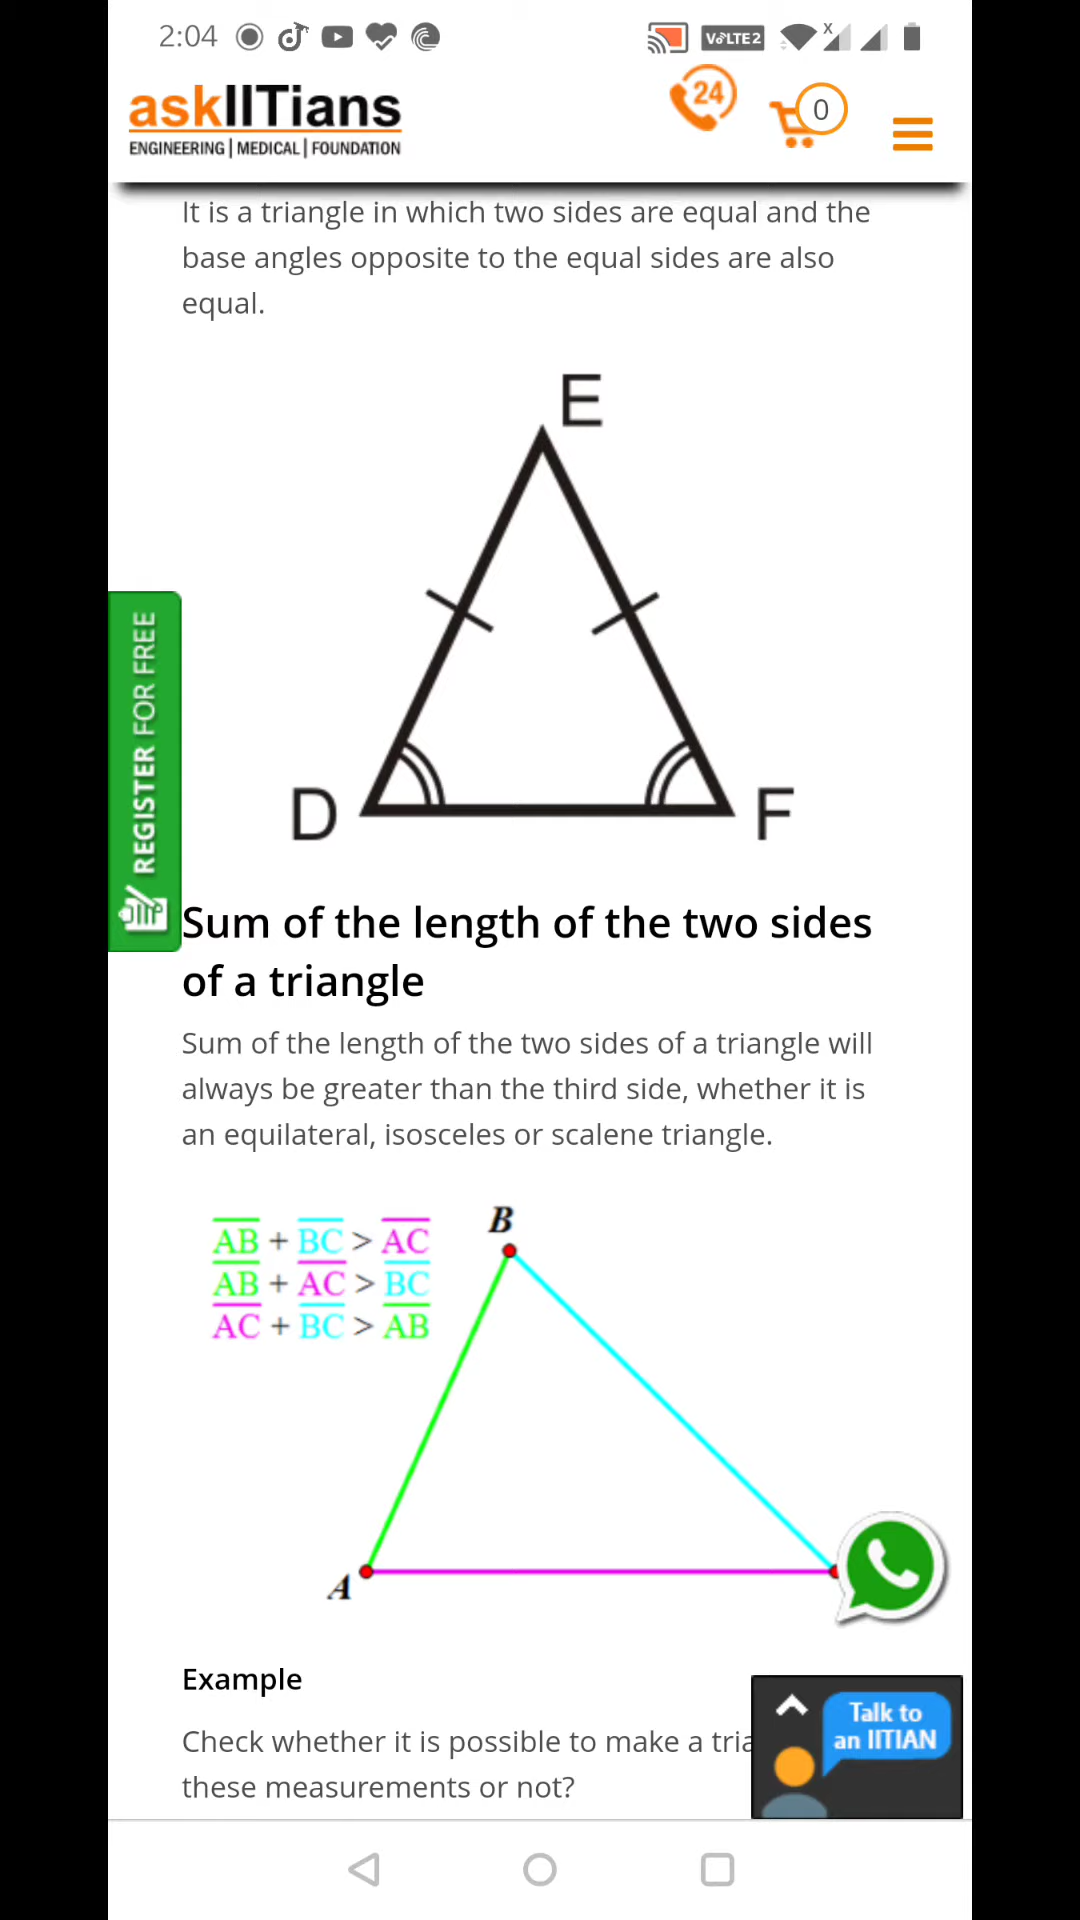 2:04
VoLTE2
X
askIITians
ENGINEERING | MEDICAL | FOUNDATION
24
0
It is a triangle in which two sides are equal and the
base angles opposite to the equal sides are also
equal.
E
D
F
REGISTER FOR FREE
Sum of the length of the two sides
of a triangle
Sum of the length of the two sides of a triangle will
always be greater than the third side, whether it is
an equilateral, isosceles or scalene triangle.
AB + BC > AC
AB + AC > BC
AC + BC > AB
B
A
Example
Check whether it is possible to make a tria
these measurements or not?
Talk to
an IITIAN